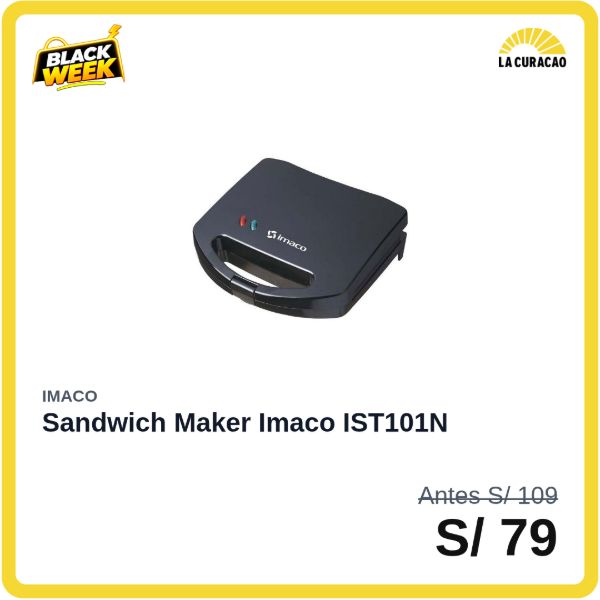 BLACK
WEEK
LA CURACAO
imaco
IMACO
Sandwich Maker Imaco IST101N
Antes S/ 109
S/ 79